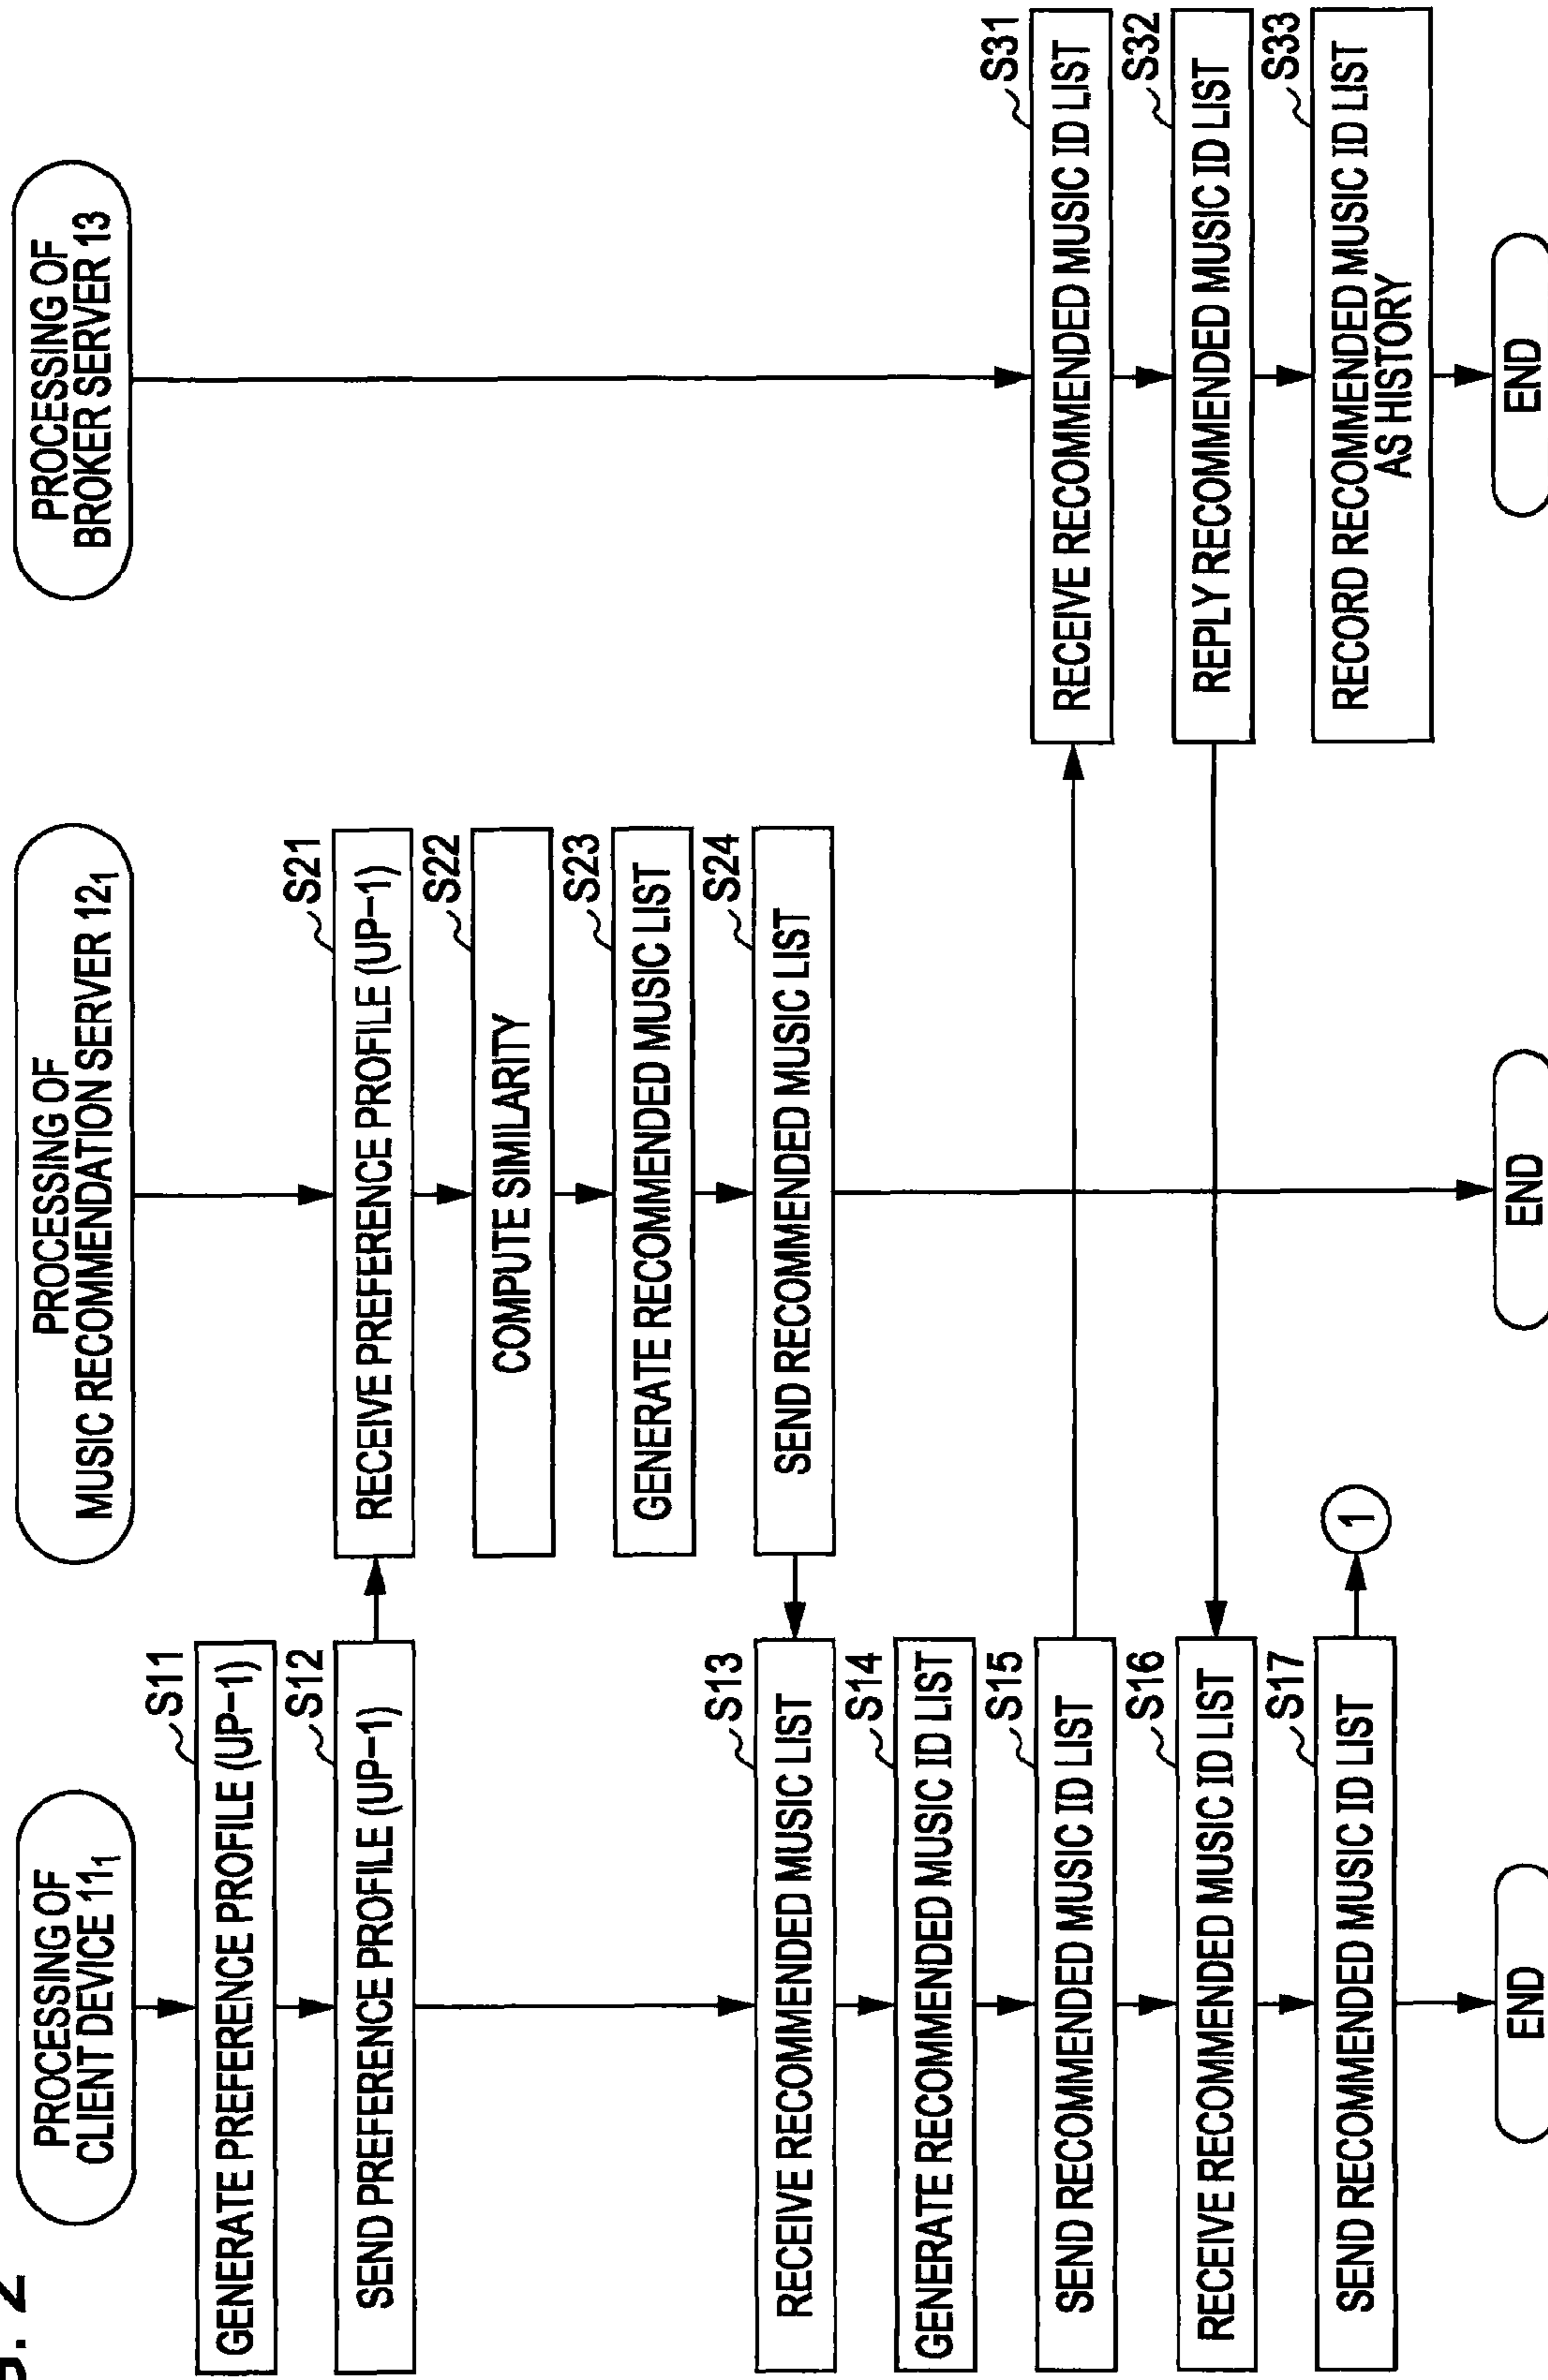 . 2
PROCESSING OF
CLIENT DEVICE 11₁
S11
GENERATE PREFERENCE PROFILE (UP-1)
S12
SEND PREFERENCE PROFILE (UP-1)
S13
RECEIVE RECOMMENDED MUSIC LIST
S14
GENERATE RECOMMENDED MUSIC ID LIST
S15
SEND RECOMMENDED MUSIC ID LIST
S16
RECEIVE RECOMMENDED MUSIC ID LIST
S17
SEND RECOMMENDED MUSIC ID LIST
1
END
PROCESSING OF
MUSIC RECOMMENDATION SERVER 12₁
S21
RECEIVE PREFERENCE PROFILE (UP-1)
S22
COMPUTE SIMILARITY
S23
GENERATE RECOMMENDED MUSIC LIST
S24
SEND RECOMMENDED MUSIC LIST
END
PROCESSING OF
BROKER SERVER 13
S31
RECEIVE RECOMMENDED MUSIC ID LIST
S32
REPLY RECOMMENDED MUSIC ID LIST
S33
RECORD RECOMMENDED MUSIC ID LIST
AS HISTORY
END